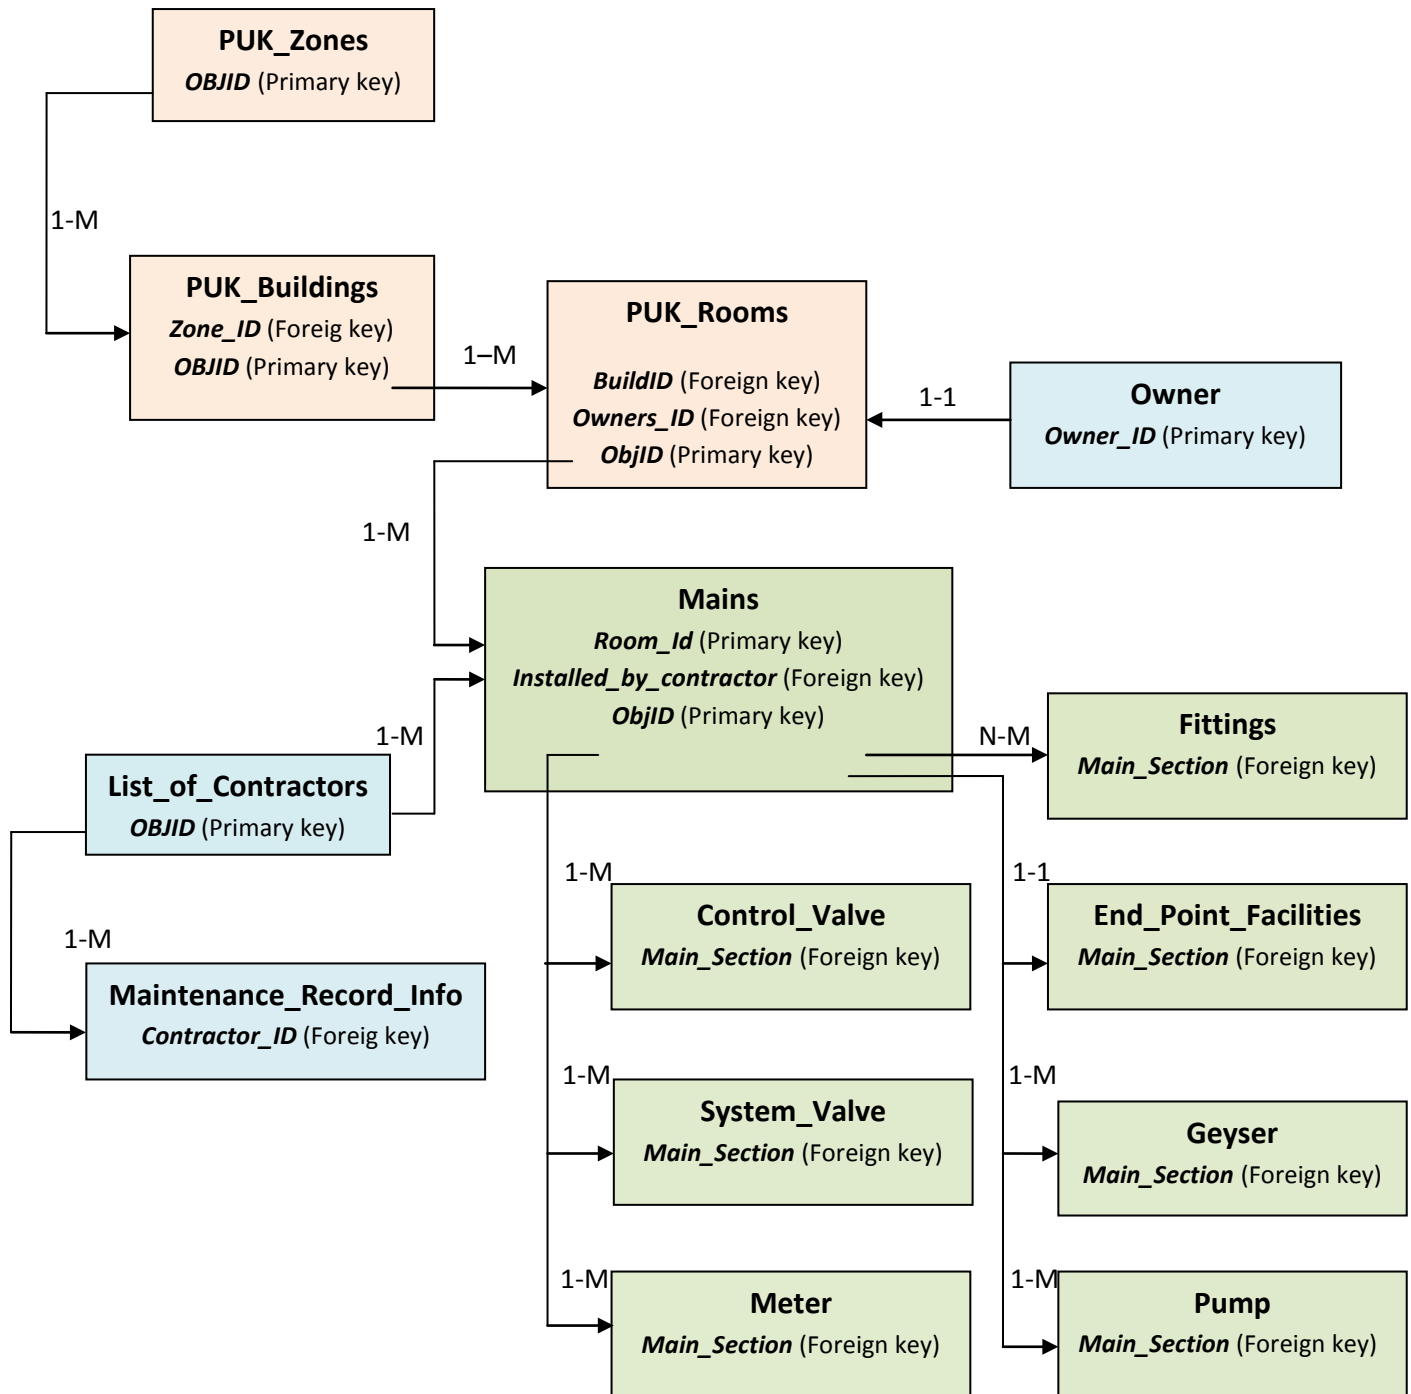 PUK_Zones
OBJID (Primary key)
1-M
PUK_Buildings
Zone_ID (Foreig key)
OBJID (Primary key)
1–M
PUK_Rooms
BuildID (Foreign key)
Owners_ID (Foreign key)
ObjID (Primary key)
1-1
Owner
Owner_ID (Primary key)
1-M
Mains
Room_Id (Primary key)
Installed_by_contractor (Foreign key)
ObjID (Primary key)
1-M
List_of_Contractors
OBJID (Primary key)
N-M
Fittings
Main_Section (Foreign key)
1-M
Maintenance_Record_Info
Contractor_ID (Foreig key)
1-M
Control_Valve
Main_Section (Foreign key)
1-1
End_Point_Facilities
Main_Section (Foreign key)
1-M
System_Valve
Main_Section (Foreign key)
1-M
Geyser
Main_Section (Foreign key)
1-M
Meter
Main_Section (Foreign key)
1-M
Pump
Main_Section (Foreign key)